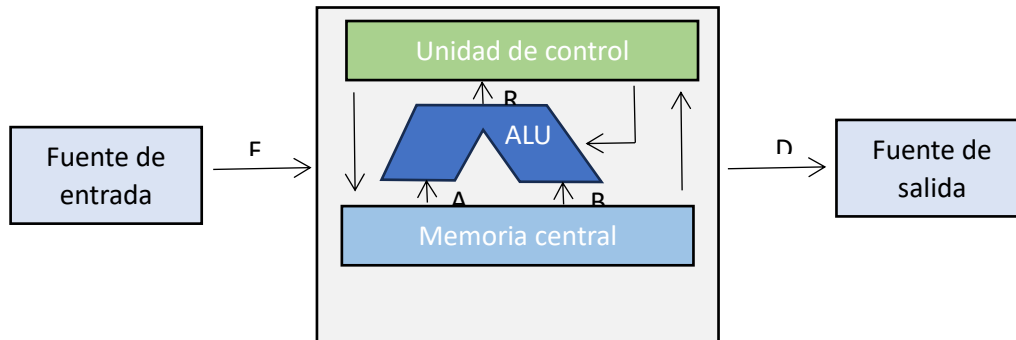 Unidad de control
R
ALU
Fuente de
entrada
Fuente de
salida
D
A
B
Memoria central